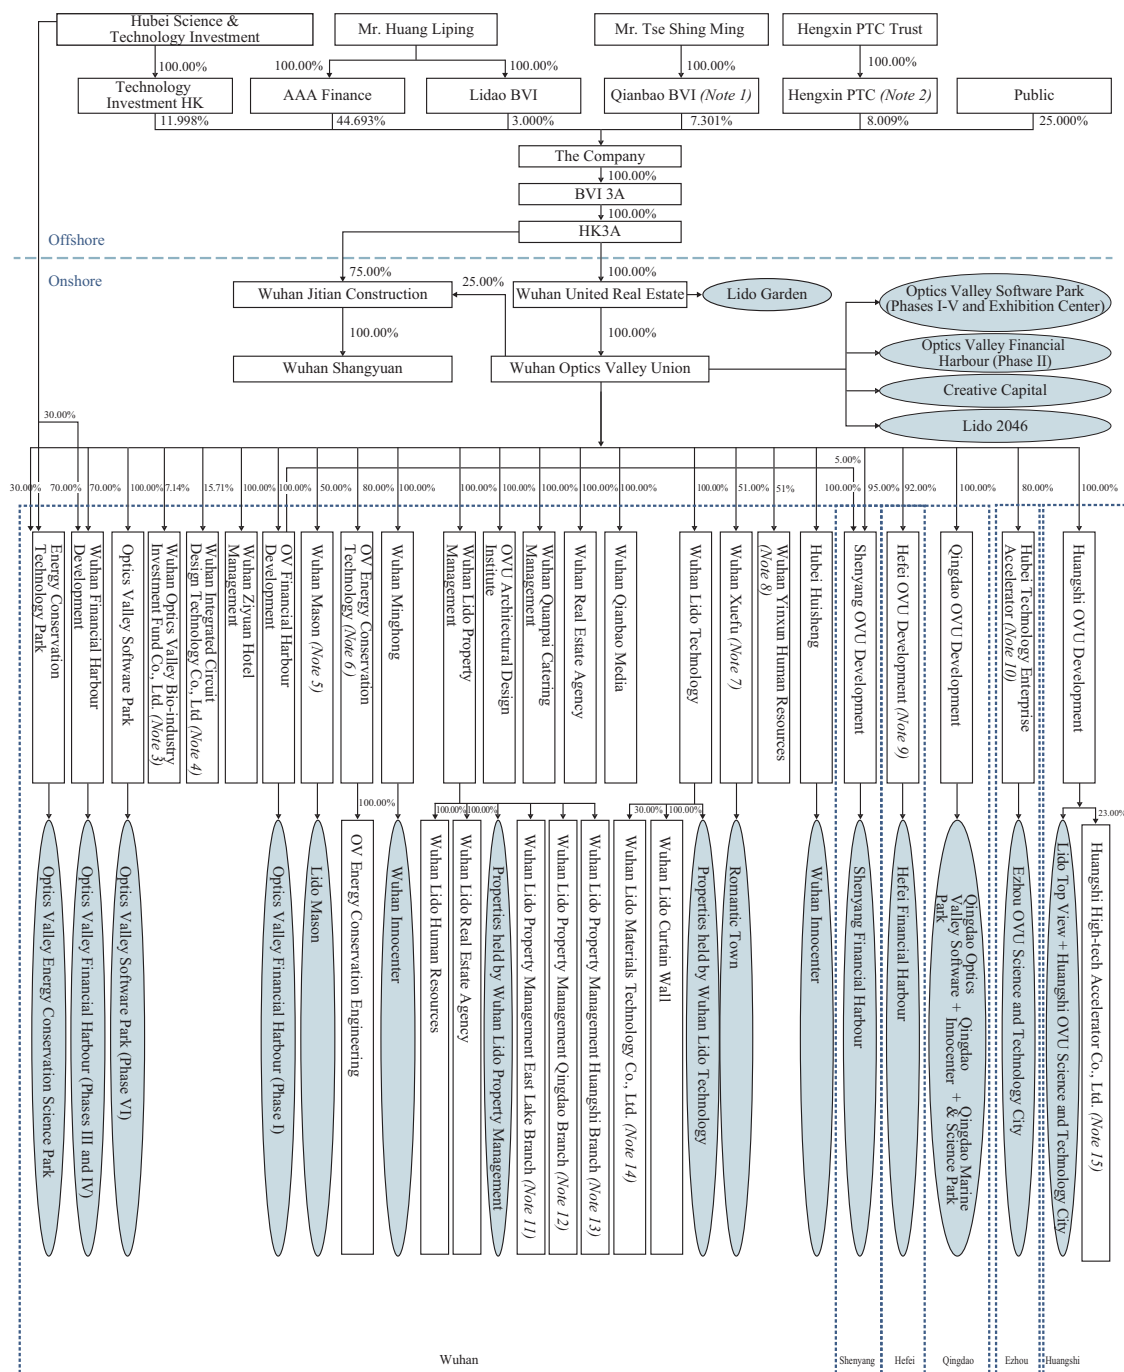 Hubei Science &
Technology Investment
Mr. Huang Liping
Mr. Tse Shing Ming
Hengxin PTC Trust
100.00%
100.00%
100.00%
100.00%
100.00%
Technology
Investment HK
AAA Finance
Lidao BVI
Qianbao BVI (Note 1)
Hengxin PTC (Note 2)
Public
11.998%
44.693%
3.000%
7.301%
8.009%
25.000%
The Company
100.00%
BVI 3A
100.00%
HK3A
Offshore
Onshore
75.00%
25.00%
100.00%
Wuhan Jitian Construction
Wuhan United Real Estate
Lido Garden
Optics Valley Software Park
(Phases I-V and Exhibition Center)
100.00%
100.00%
Optics Valley Financial
Harbour (Phase II)
Wuhan Shangyuan
Wuhan Optics Valley Union
Creative Capital
Lido 2046
30.00%
5.00%
30.00%
70.00%
70.00%
100.00%
7.14%
15.71%
100.00%
100.00%
50.00%
80.00%
100.00%
100.00%
100.00%
100.00%
100.00%
100.00%
100.00%
51.00%
51%
100.00%
95.00%
92.00%
100.00%
80.00%
100.00%
Energy Conservation
Technology Park
Wuhan Financial Harbour
Development
Optics Valley Software Park
Wuhan Optics Valley Bio-industry
Investment Fund Co., Ltd. (Note 3)
Wuhan Integrated Circuit
Design Technology Co., Ltd (Note 4)
Wuhan Ziyuan Hotel
Management
OV Financial Harbour
Development
Wuhan Mason (Note 5)
OV Energy Conservation
Technology (Note 6)
Wuhan Minghong
Wuhan Lido Property
Management
OVU Architectural Design
Institute
Wuhan Quanpai Catering
Management
Wuhan Real Estate Agency
Wuhan Qianbao Media
Wuhan Lido Technology
Wuhan Xuefu (Note 7)
Wuhan Yinxun Human Resources
(Note 8)
Hubei Huisheng
Shenyang OVU Development
Hefei OVU Development (Note 9)
Qingdao OVU Development
Hubei Technology Enterprise
Accelerator (Note 10)
Huangshi OVU Development
100.00%
100.00%
100.00%
30.00%
100.00%
23.00%
Optics Valley Energy Conservation Science Park
Optics Valley Financial Harbour (Phases III and IV)
Optics Valley Software Park (Phase VI)
Optics Valley Financial Harbour (Phase I)
Lido Mason
OV Energy Conservation Engineering
Wuhan Innocenter
Wuhan Lido Human Resources
Wuhan Lido Real Estate Agency
Properties held by Wuhan Lido Property Management
Wuhan Lido Property Management East Lake Branch (Note 11)
Wuhan Lido Property Management Qingdao Branch (Note 12)
Wuhan Lido Property Management Huangshi Branch (Note 13)
Wuhan Lido Materials Technology Co., Ltd. (Note 14)
Wuhan Lido Curtain Wall
Properties held by Wuhan Lido Technology
Romantic Town
Wuhan Innocenter
Shenyang Financial Harbour
Hefei Financial Harbour
Qingdao Optics Qingdao Qingdao Marine
Valley Software + Innocenter + & Science Park
Park
Ezhou OVU Science and Technology City
Lido Top View + Huangshi OVU Science and Technology City
Huangshi High-tech Accelerator Co., Ltd. (Note 15)
Wuhan
Shenyang
Hefei
Qingdao
Ezhou
Huangshi